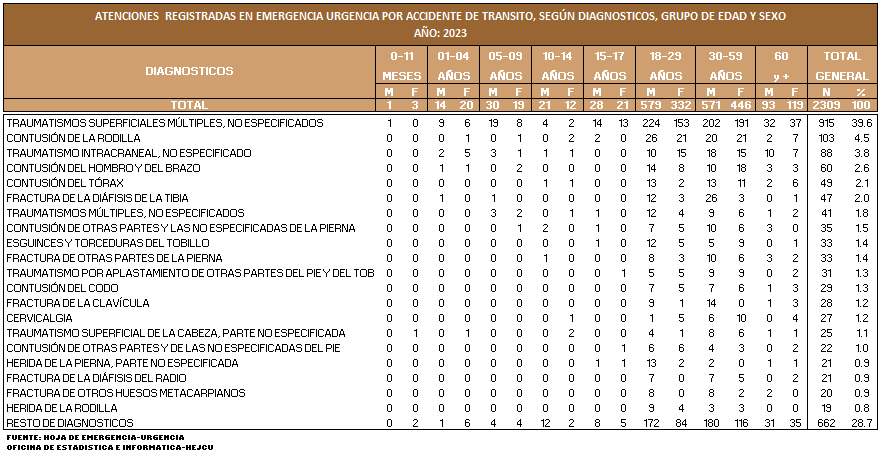 ATENCIONES REGISTRADAS EN EMERGENCIA URGENCIA POR ACCIDENTE DE TRANSITO, SEGÚN DIAGNOSTICOS, GRUPO DE EDAD Y SEXO
AÑO: 2023
DIAGNOSTICOS 0-11 MESES 01-04 AÑOS 05-09 AÑOS 10-14 AÑOS 15-17 AÑOS 18-29 AÑOS 30-59 AÑOS 60 y + TOTAL GENERAL
M F M F M F M F M F M F M F M F N %
TOTAL 1 3 14 20 30 19 21 12 28 21 579 332 571 446 93 119 2309 100
TRAUMATISMOS SUPERFICIALES MÚLTIPLES, NO ESPECIFICADOS 1 0 9 6 19 8 4 2 14 13 224 153 202 191 32 37 915 39.6
CONTUSIÓN DE LA RODILLA 0 0 0 1 0 1 0 2 2 0 26 21 20 21 2 7 103 4.5
TRAUMATISMO INTRACRANEAL, NO ESPECIFICADO 0 0 2 5 3 1 1 1 0 0 10 15 18 15 10 7 88 3.8
CONTUSIÓN DEL HOMBRO Y DEL BRAZO 0 0 1 1 0 2 0 0 0 0 14 8 10 18 3 3 60 2.6
CONTUSIÓN DEL TÓRAX 0 0 0 0 0 0 1 1 0 0 13 2 13 11 2 6 49 2.1
FRACTURA DE LA DIÁFISIS DE LA TIBIA 0 0 1 0 1 0 0 0 0 0 12 3 26 3 0 1 47 2.0
TRAUMATISMOS MÚLTIPLES, NO ESPECIFICADOS 0 0 0 0 3 2 0 1 1 0 12 4 9 6 1 2 41 1.8
CONTUSIÓN DE OTRAS PARTES Y LAS NO ESPECIFICADAS DE LA PIERNA 0 0 0 0 0 1 2 0 1 0 7 5 10 6 3 0 35 1.5
ESGUINCES Y TORCEDURAS DEL TOBILLO 0 0 0 0 0 0 0 0 1 0 12 5 5 9 0 1 33 1.4
FRACTURA DE OTRAS PARTES DE LA PIERNA 0 0 0 0 0 0 1 0 0 0 8 3 10 6 3 2 33 1.4
TRAUMATISMO POR APLASTAMIENTO DE OTRAS PARTES DEL PIE Y DEL TOB 0 0 0 0 0 0 0 0 0 1 5 5 9 9 0 2 31 1.3
CONTUSIÓN DEL CODO 0 0 0 0 0 0 0 0 0 0 7 5 6 7 1 3 29 1.3
FRACTURA DE LA CLAVÍCULA 0 0 0 0 0 0 0 0 0 0 9 1 14 0 1 3 28 1.2
CERVICALGIA 0 0 0 0 0 0 0 1 0 0 1 5 6 10 0 4 27 1.2
TRAUMATISMO SUPERFICIAL DE LA CABEZA, PARTE NO ESPECIFICADA 0 1 0 1 0 0 0 2 0 0 4 1 8 6 1 1 25 1.1
CONTUSIÓN DE OTRAS PARTES Y DE LAS NO ESPECIFICADAS DEL PIE 0 0 0 0 0 0 0 0 0 1 6 6 4 3 0 2 22 1.0
HERIDA DE LA PIERNA, PARTE NO ESPECIFICADA 0 0 0 0 0 0 0 0 1 1 13 2 2 0 1 1 21 0.9
FRACTURA DE LA DIÁFISIS DEL RADIO 0 0 0 0 0 0 0 0 0 0 7 0 7 5 0 2 21 0.9
FRACTURA DE OTROS HUESOS METACARPIANOS 0 0 0 0 0 0 0 0 0 0 8 0 8 2 2 0 20 0.9
HERIDA DE LA RODILLA 0 0 0 0 0 0 0 0 0 0 9 4 3 3 0 0 19 0.8
RESTO DE DIAGNOSTICOS 0 2 1 6 4 4 12 2 8 5 172 84 180 116 31 35 662 28.7
FUENTE: HOJA DE EMERGENCIA-URGENCIA
OFICINA DE ESTADISTICA E INFORMATICA-HEJCU